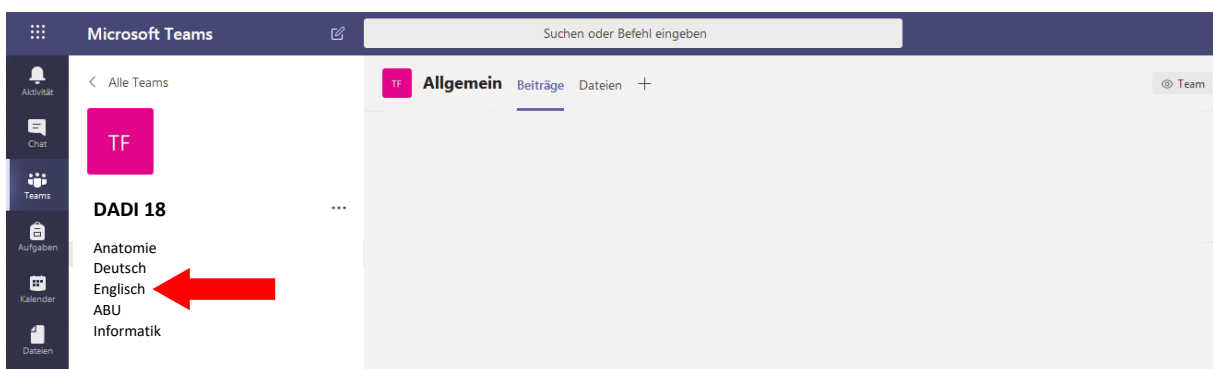 Microsoft Teams
Suchen oder Befehl eingeben
Aktivität
Chat
Teams
Aufgaben
Kalender
Dateien
Alle Teams
TF
DADI 18
...
Anatomie
Deutsch
Englisch
ABU
Informatik
TF Allgemein Beiträge Dateien +
Team